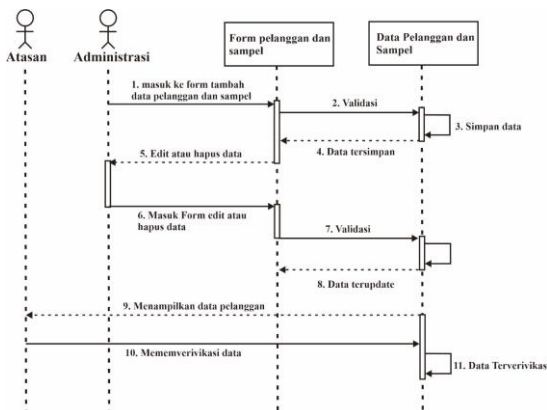 Atasan
Administrasi
Form pelanggan dan
sampel
Data Pelanggan dan
Sampel
1. masuk ke form tambah
data pelanggan dan sampel
2. Validasi
3. Simpan data
4. Data tersimpan
5. Edit atau hapus data
6. Masuk Form edit atau
hapus data
7. Validasi
8. Data terupdate
9. Menampilkan data pelanggan
10. Mememverivikasi data
11. Data Terverivikas